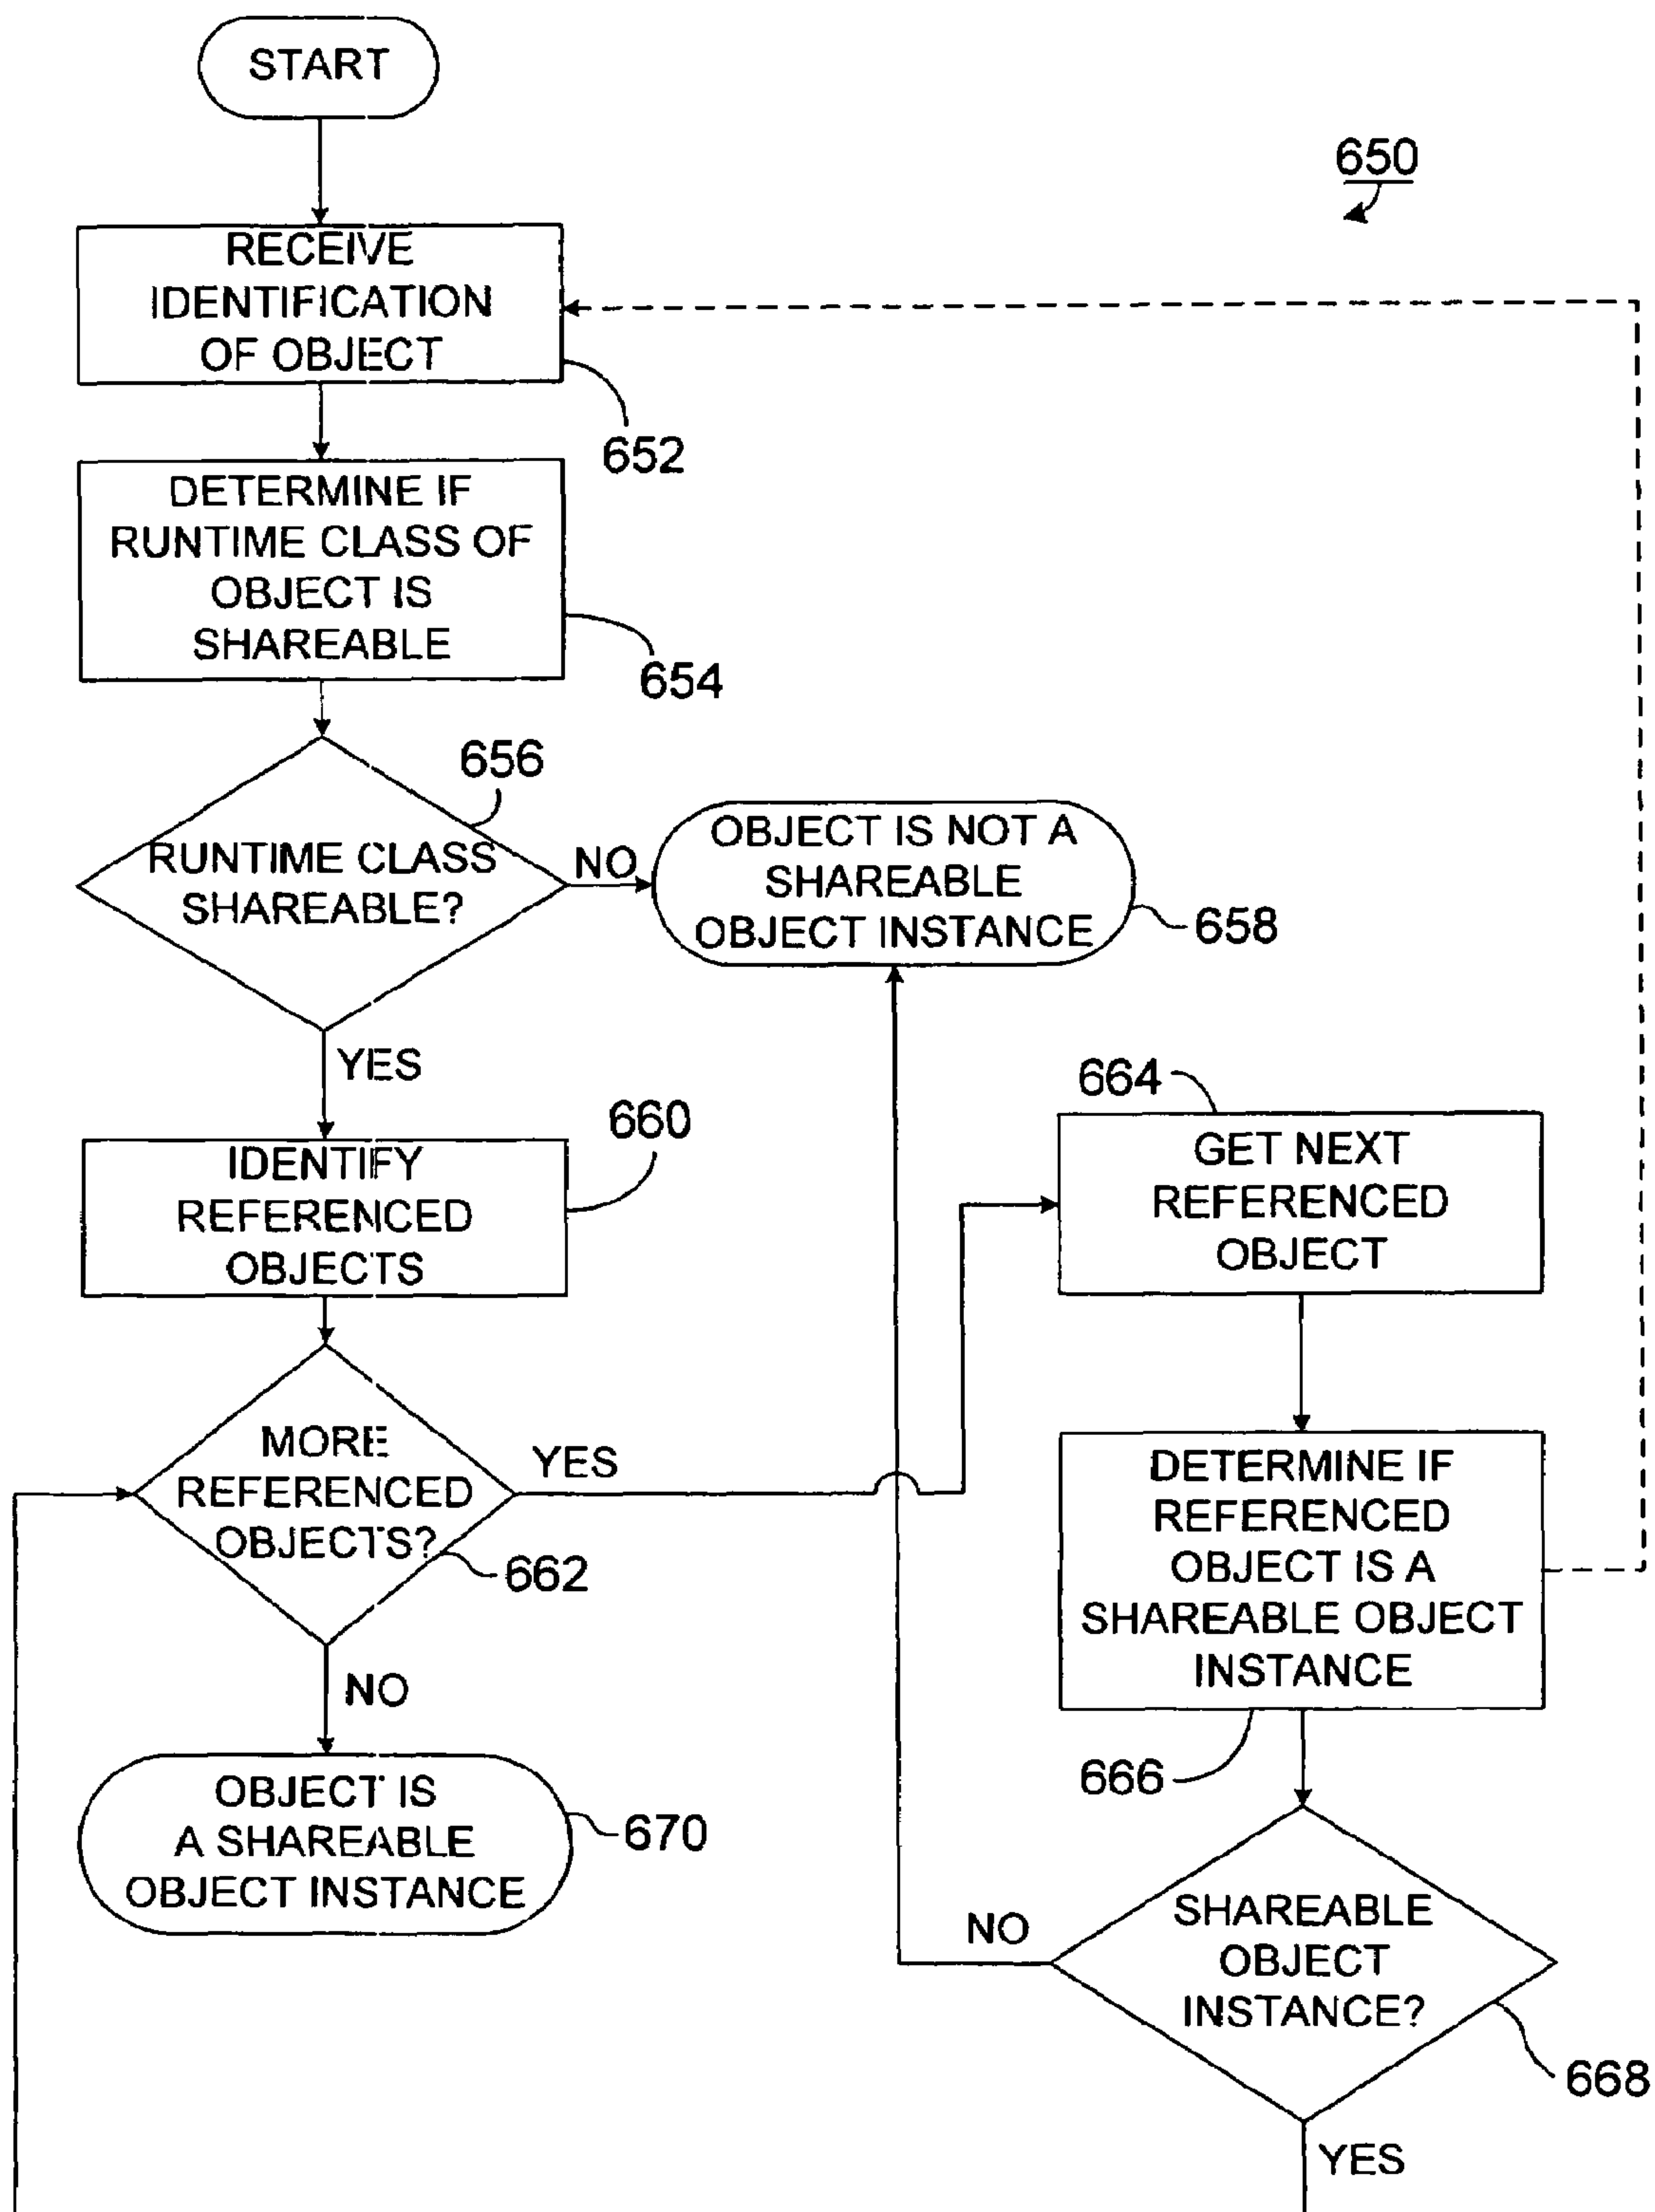 START
650
RECEIVE
IDENTIFICATION
OF OBJECT
652
DETERMINE IF
RUNTIME CLASS OF
OBJECT IS
SHAREABLE
654
656
RUNTIME CLASS
SHAREABLE?
NO
OBJECT IS NOT A
SHAREABLE
OBJECT INSTANCE
658
YES
660
IDENTIFY
REFERENCED
OBJECTS
664
GET NEXT
REFERENCED
OBJECT
MORE
REFERENCED
OBJECTS?
662
YES
DETERMINE IF
REFERENCED
OBJECT IS A
SHAREABLE OBJECT
INSTANCE
666
NO
OBJECT IS
A SHAREABLE
OBJECT INSTANCE
670
SHAREABLE
OBJECT
INSTANCE?
NO
668
YES